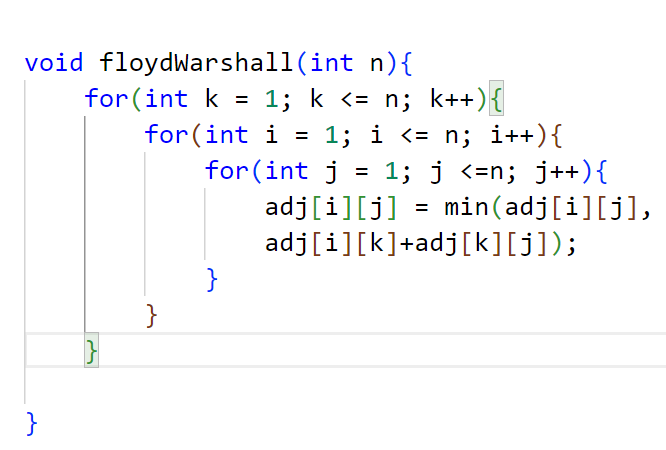 void floydWarshall(int n){
for(int k = 1; k <= n; k++){
for(int i = 1; i <= n; i++){
for(int j = 1; j <=n; j++){
adj[i][j] = min(adj[i][j],
adj[i][k]+adj[k][j]);
}
}
}
}